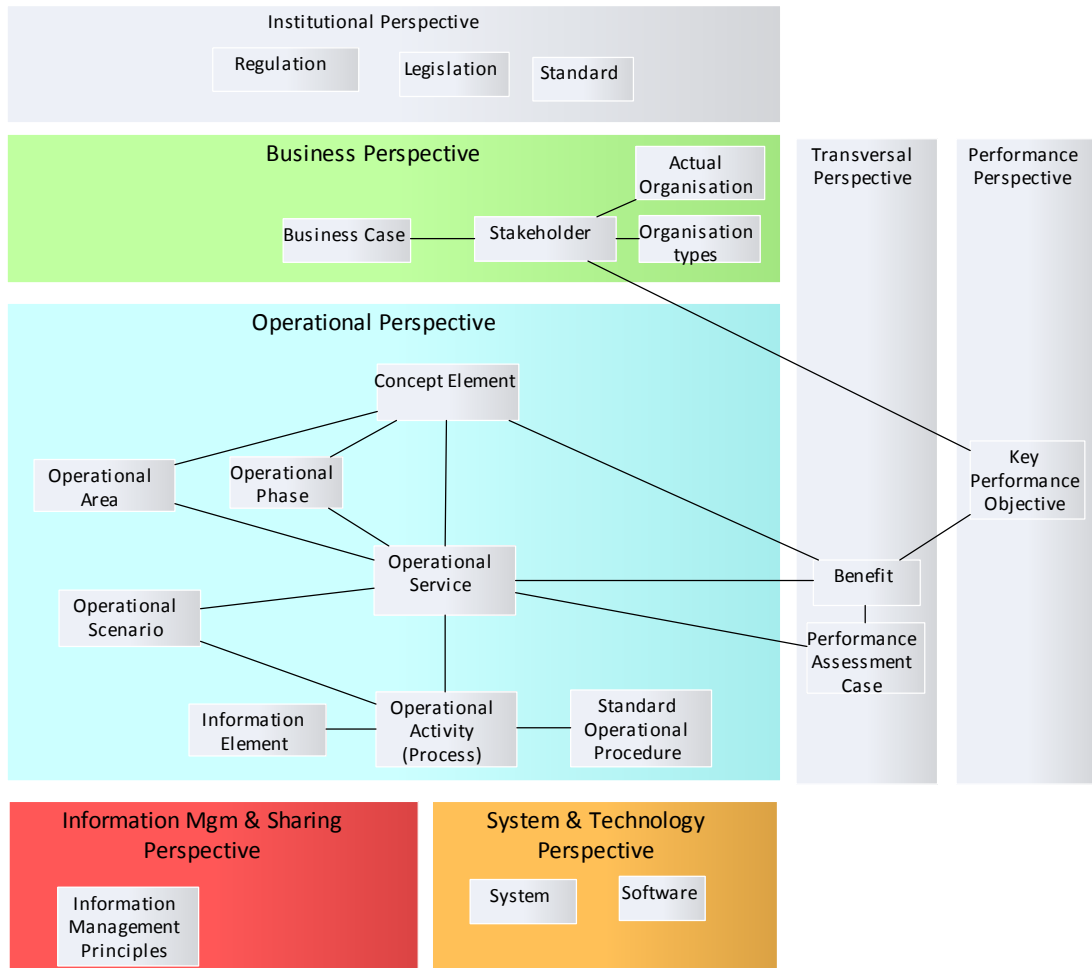 Institutional Perspective
Regulation
Legislation
Standard
Business Perspective
Actual
Organisation
Business Case
Stakeholder
Organisation
types
Transversal
Perspective
Performance
Perspective
Operational Perspective
Concept Element
Operational
Area
Operational
Phase
Key
Performance
Objective
Operational
Service
Benefit
Operational
Scenario
Performance
Assessment
Case
Information
Element
Operational
Activity
(Process)
Standard
Operational
Procedure
Information Mgm & Sharing
Perspective
Information
Management
Principles
System & Technology
Perspective
System
Software